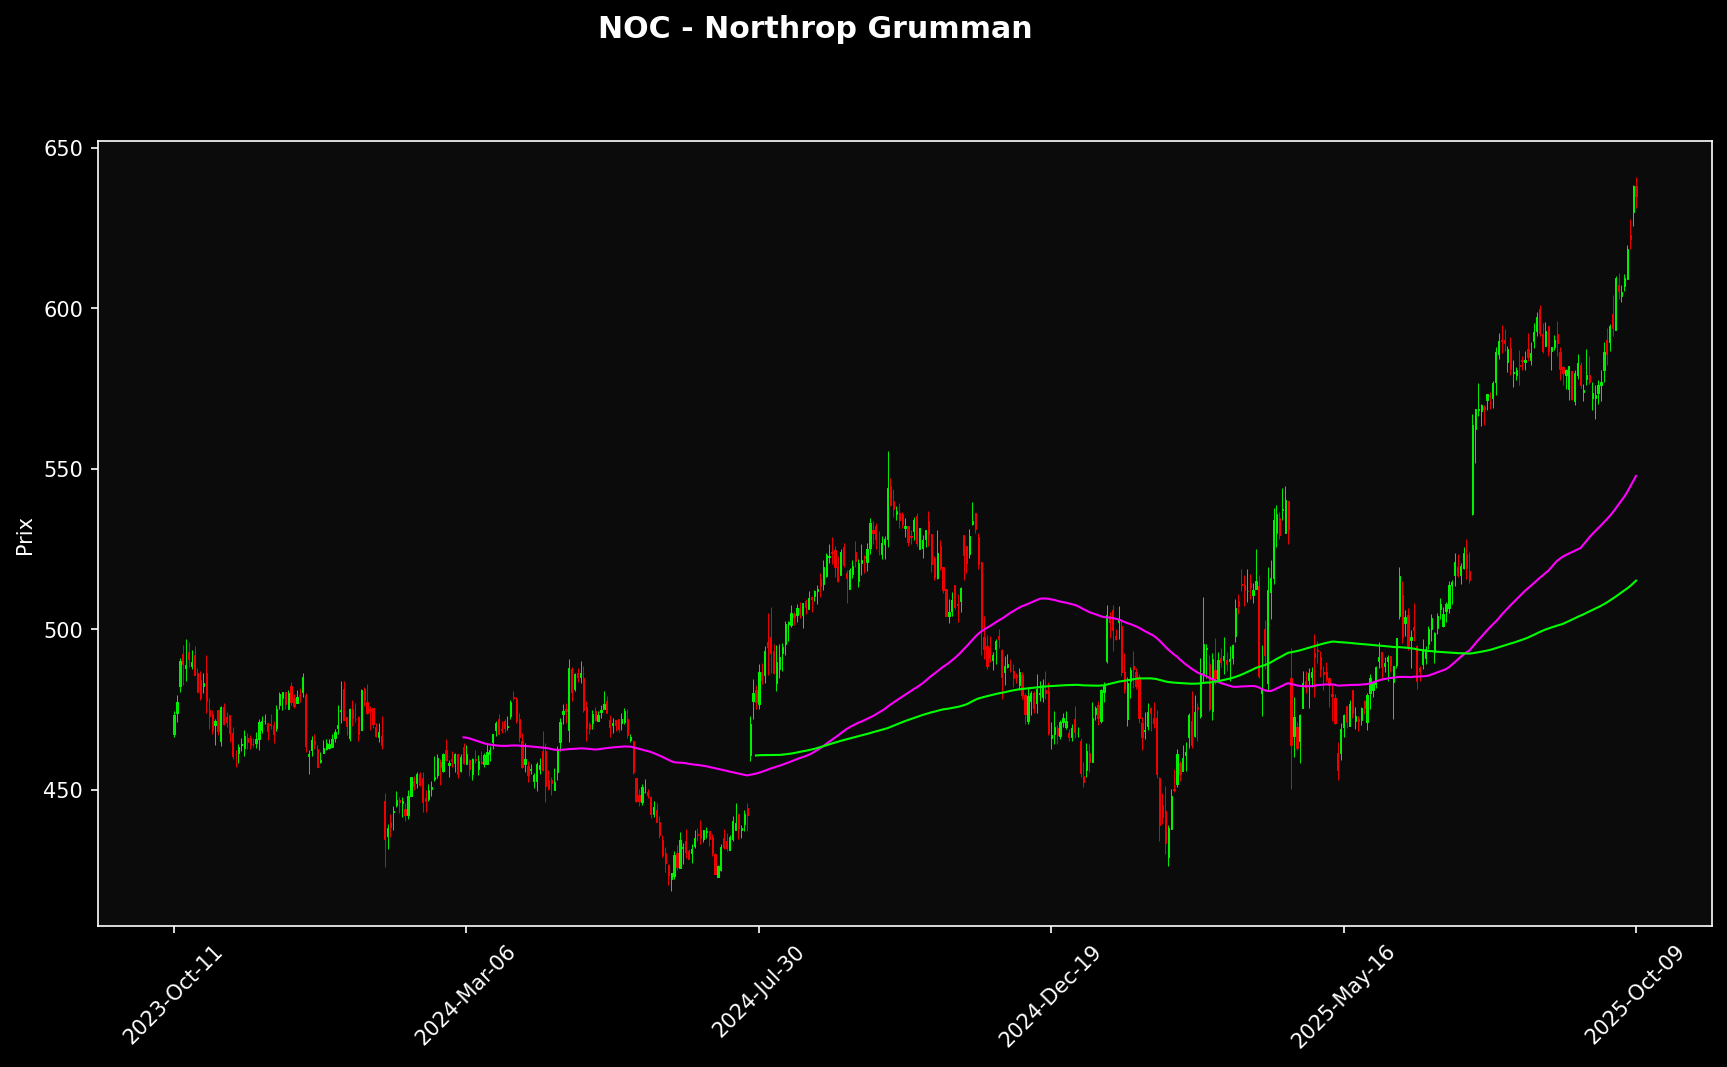 NOC - Northrop Grumman
Prix
650
600
550
500
450
2023-Oct-11
2024-Mar-06
2024-Jul-30
2024-Dec-19
2025-May-16
2025-Oct-09